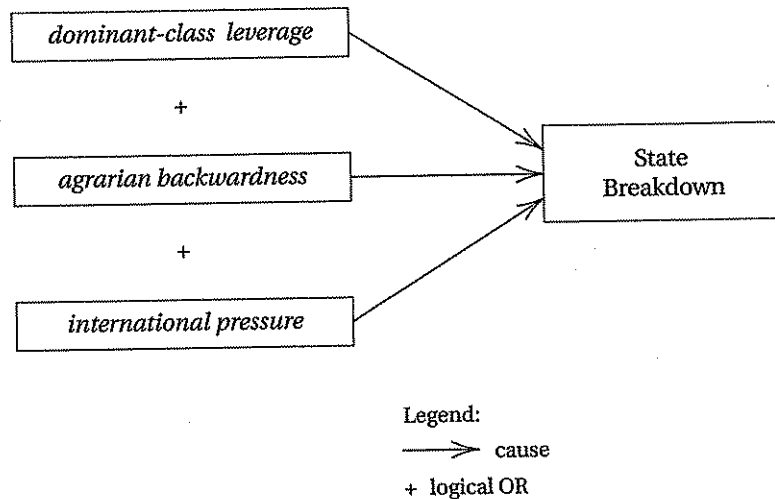 dominant-class leverage
+
agrarian backwardness
+
international pressure
State
Breakdown
Legend:
cause
+ logical OR